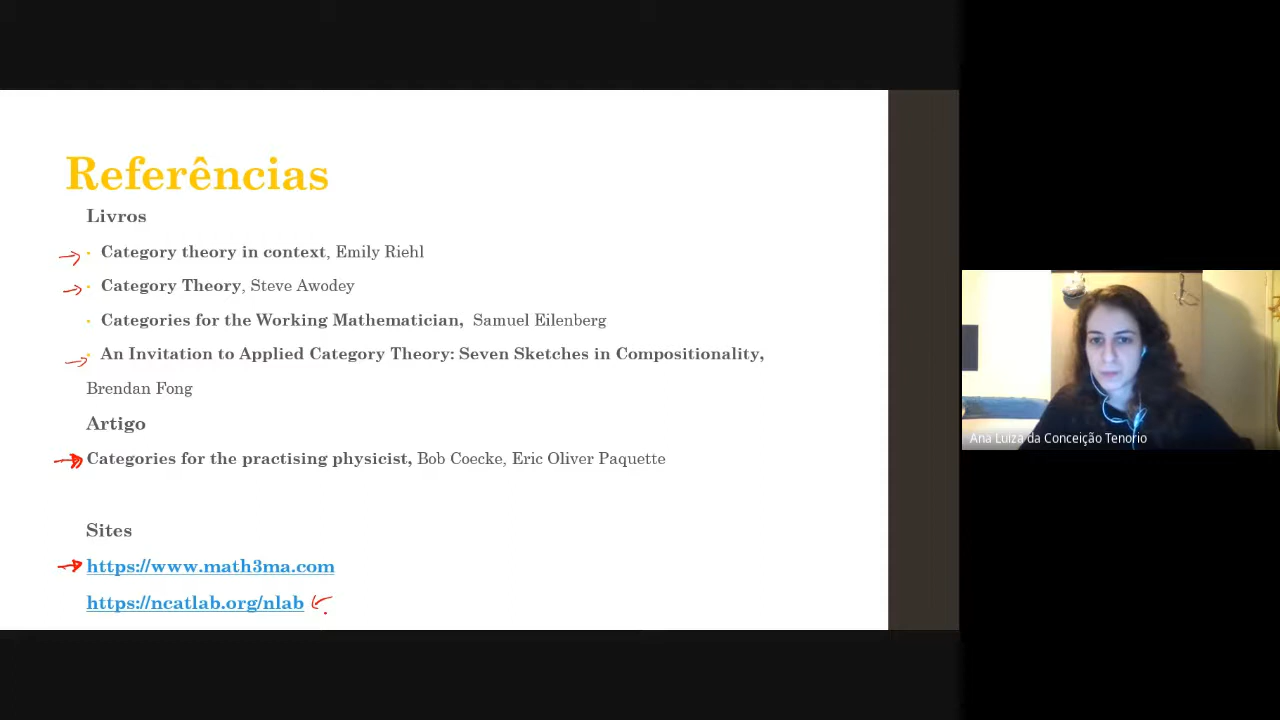 Referências
Livros
Category theory in context, Emily Riehl
Category Theory, Steve Awodey
Categories for the Working Mathematician, Samuel Eilenberg
An Invitation to Applied Category Theory: Seven Sketches in Compositionality,
Brendan Fong
Artigo
Categories for the practising physicist, Bob Coecke, Eric Oliver Paquette
Sites
https://www.math3ma.com
https://ncatlab.org/nlab
Ana Luiza da Conceição Tenorio